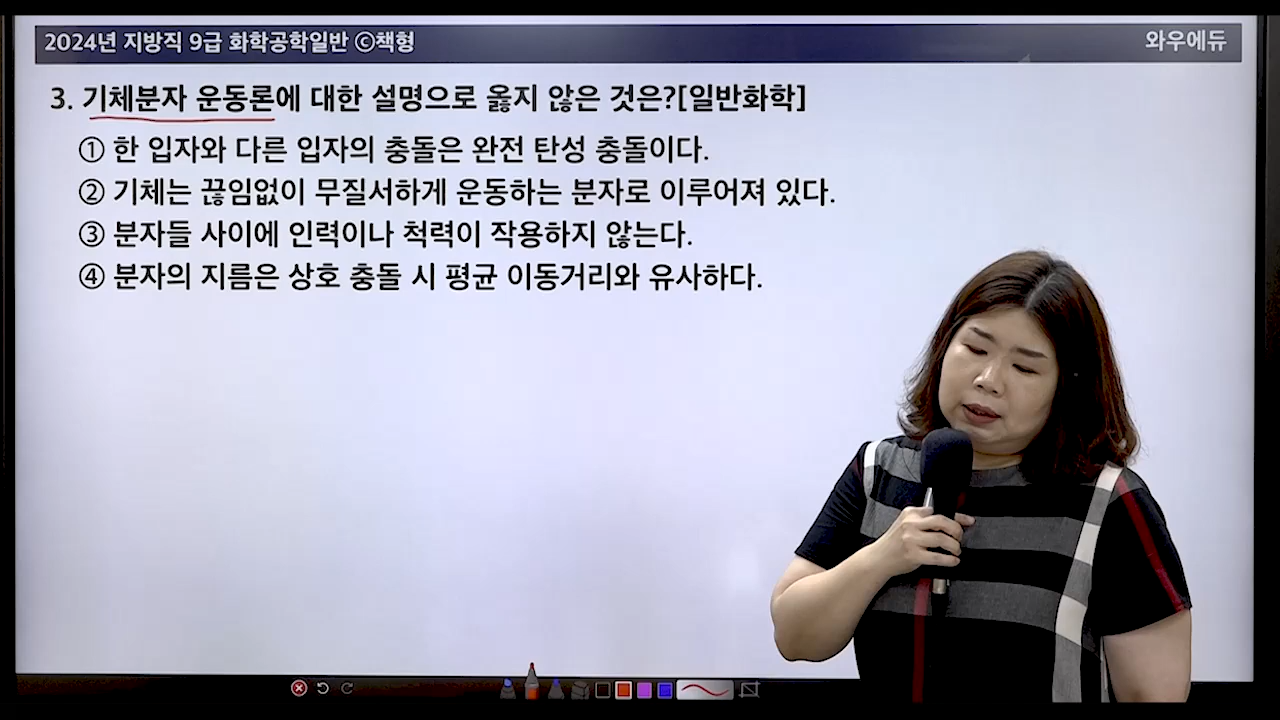 2024년 지방직 9급 화학공학일반 ⓒ책형
와우에듀
3. 기체분자 운동론에 대한 설명으로 옳지 않은 것은?[일반화학]
① 한 입자와 다른 입자의 충돌은 완전 탄성 충돌이다.
② 기체는 끊임없이 무질서하게 운동하는 분자로 이루어져 있다.
③ 분자들 사이에 인력이나 척력이 작용하지 않는다.
④ 분자의 지름은 상호 충돌 시 평균 이동거리와 유사하다.